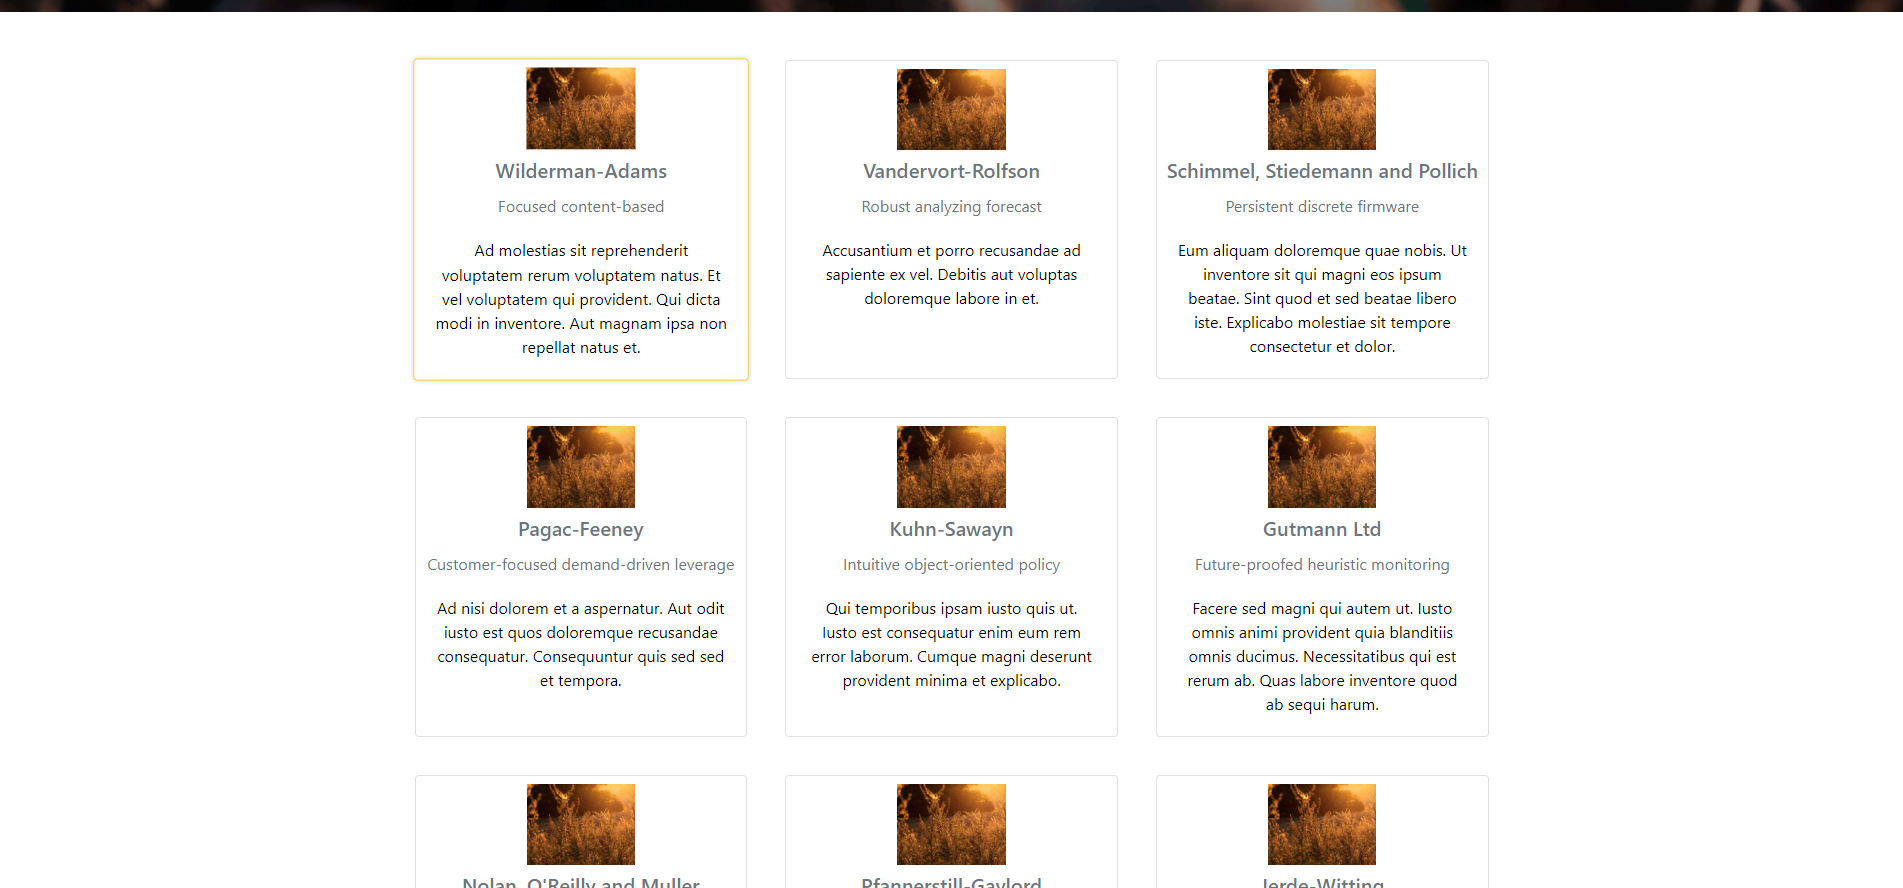 Wilderman-Adams
Focused content-based
Ad molestias sit reprehenderit
voluptatem rerum voluptatem natus. Et
vel voluptatem qui provident. Qui dicta
modi in inventore. Aut magnam ipsa non
repellat natus et.
Vandervort-Rolfson
Robust analyzing forecast
Accusantium et porro recusandae ad
sapiente ex vel. Debitis aut voluptas
doloremque labore in et.
Schimmel, Stiedemann and Pollich
Persistent discrete firmware
Eum aliquam doloremque quae nobis. Ut
inventore sit qui magni eos ipsum
beatae. Sint quod et sed beatae libero
iste. Explicabo molestiae sit tempore
consectetur et dolor.
Pagac-Feeney
Customer-focused demand-driven leverage
Ad nisi dolorem et a aspernatur. Aut odit
iusto est quos doloremque recusandae
consequatur. Consequuntur quis sed sed
et tempora.
Kuhn-Sawayn
Intuitive object-oriented policy
Qui temporibus ipsam iusto quis ut.
Iusto est consequatur enim eum rem
error laborum. Cumque magni deserunt
provident minima et explicabo.
Gutmann Ltd
Future-proofed heuristic monitoring
Facere sed magni qui autem ut. Iusto
omnis animi provident quia blanditiis
omnis ducimus. Necessitatibus qui est
rerum ab. Quas labore inventore quod
ab sequi harum.
Nolan, O'Reilly and Muller
Pfannerstill-Gaylord
Jerde-Witting